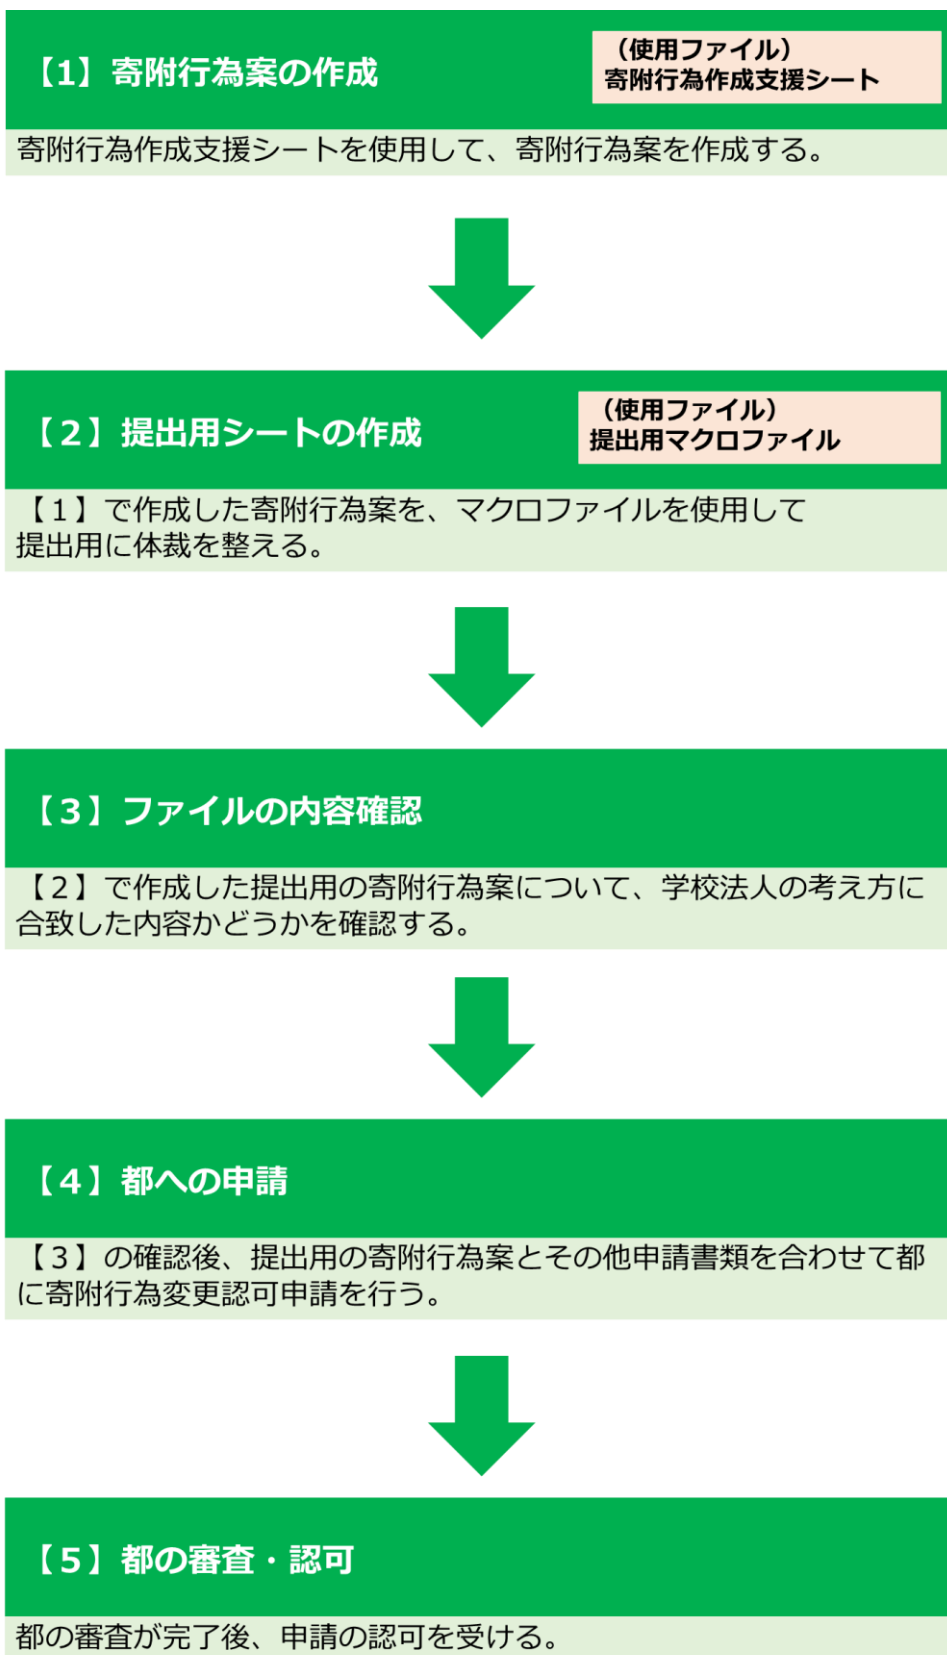 【1】寄附行為案の作成
（使用ファイル）
寄附行為作成支援シート
寄附行為作成支援シートを使用して、寄附行為案を作成する。
【２】提出用シートの作成
（使用ファイル）
提出用マクロファイル
【１】で作成した寄附行為案を、マクロファイルを使用して
提出用に体裁を整える。
【３】ファイルの内容確認
【２】で作成した提出用の寄附行為案について、学校法人の考え方に
合致した内容かどうかを確認する。
【４】都への申請
【３】の確認後、提出用の寄附行為案とその他申請書類を合わせて都
に寄附行為変更認可申請を行う。
【５】都の審査・認可
都の審査が完了後、申請の認可を受ける。